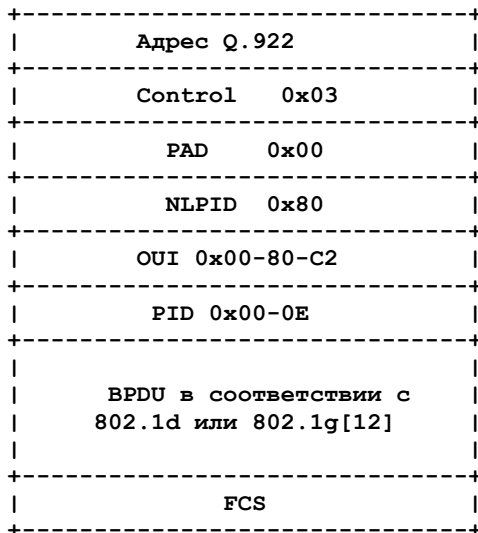 Адрес Q.922
Control 0x03
PAD 0x00
NLPID 0x80
OUI 0x00-80-C2
PID 0x00-0E
BPDU в соответствии с
802.1d или 802.1g[12]
FCS